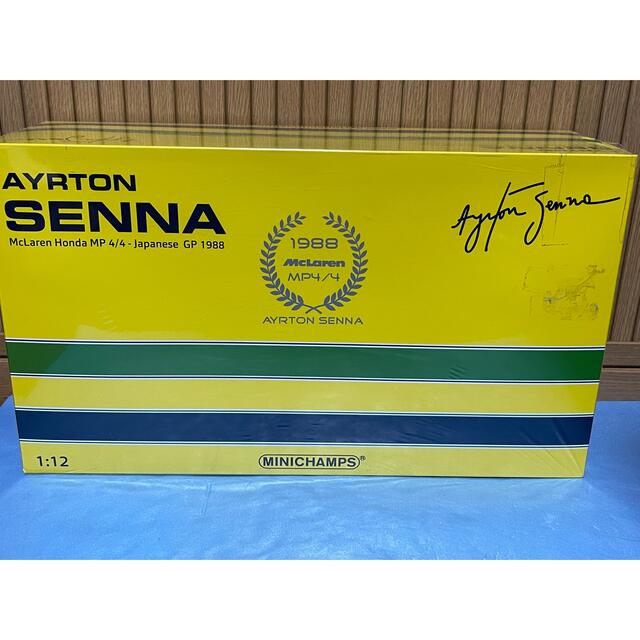 AYRTON
SENNA
McLaren Honda MP 4/4 - Japanese GP 1988
1988
McLaren
MP4/4
AYRTON SENNA
Ayrton Senna
1:12
MINICHAMPS®